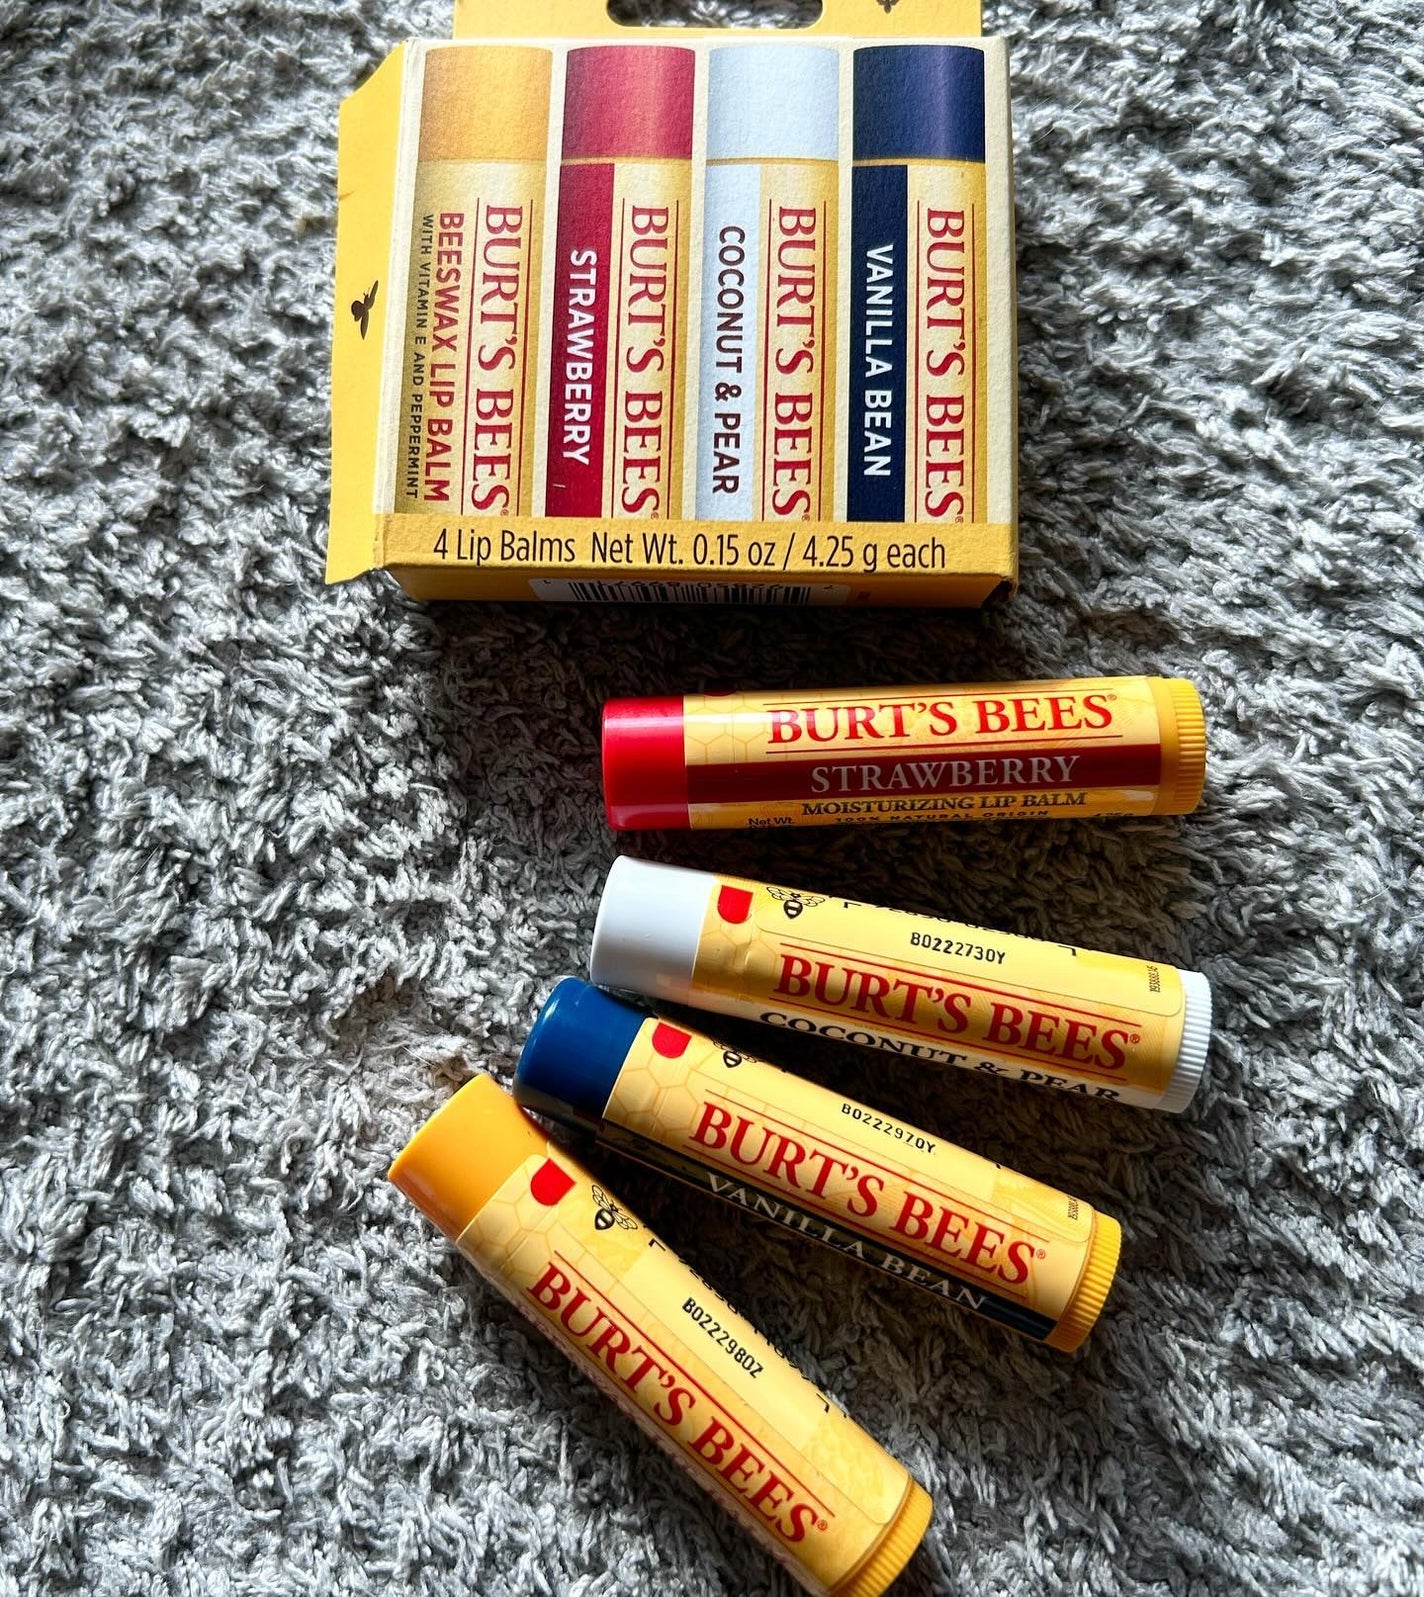 BURT'S BEES
BEESWAX LIP BALM
WITH VITAMIN E AND PEPPERMINT
BURT'S BEES
STRAWBERRY
BURT'S BEES®
COCONUT & PEAR
BURT'S BEES®
VANILLA BEAN
4 Lip Balms Net Wt. 0.15 oz / 4.25 g each
BURT'S BEES®
STRAWBERRY
MOISTURIZING LIP BALM
Net Wt. 100% NATURAL ORIGIN
B0222730Y
BURT'S BEES®
COCONUT & PEAR
B0222970Y
BURT'S BEES®
VANILLA BEAN
B0222980Z
BURT'S BEES®